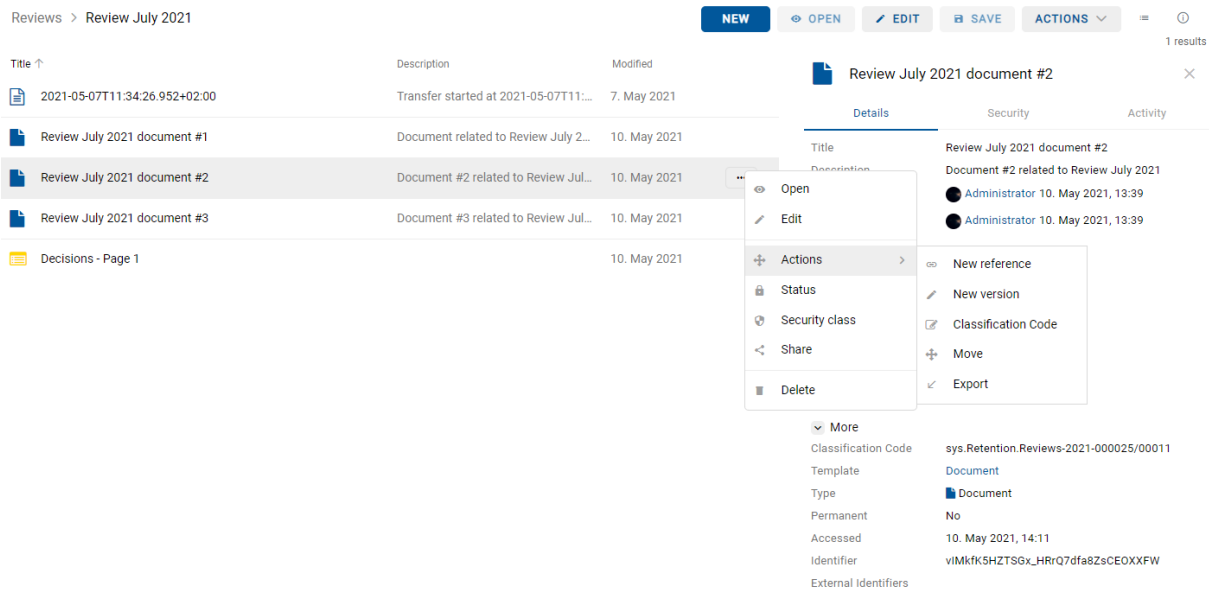 Reviews > Review July 2021
NEW
OPEN
EDIT
SAVE
ACTIONS
1 results
Title ↑ Description Modified
2021-05-07T11:34:26.952+02:00 Transfer started at 2021-05-07T11:... 7. May 2021
Review July 2021 document #1 Document related to Review July 2... 10. May 2021
Review July 2021 document #2 Document #2 related to Review Jul... 10. May 2021 ...
Review July 2021 document #3 Document #3 related to Review Jul... 10. May 2021
Decisions - Page 1 10. May 2021
Open
Edit
Actions
Status
Security class
Share
Delete
New reference
New version
Classification Code
Move
Export
Review July 2021 document #2
Details Security Activity
Title Review July 2021 document #2
Description Document #2 related to Review July 2021
Administrator 10. May 2021, 13:39
Administrator 10. May 2021, 13:39
More
Classification Code sys.Retention.Reviews-2021-000025/00011
Template Document
Type Document
Permanent No
Accessed 10. May 2021, 14:11
Identifier vIMkfK5HZTSGx_HRrQ7dfa8ZsCEOXXFW
External Identifiers